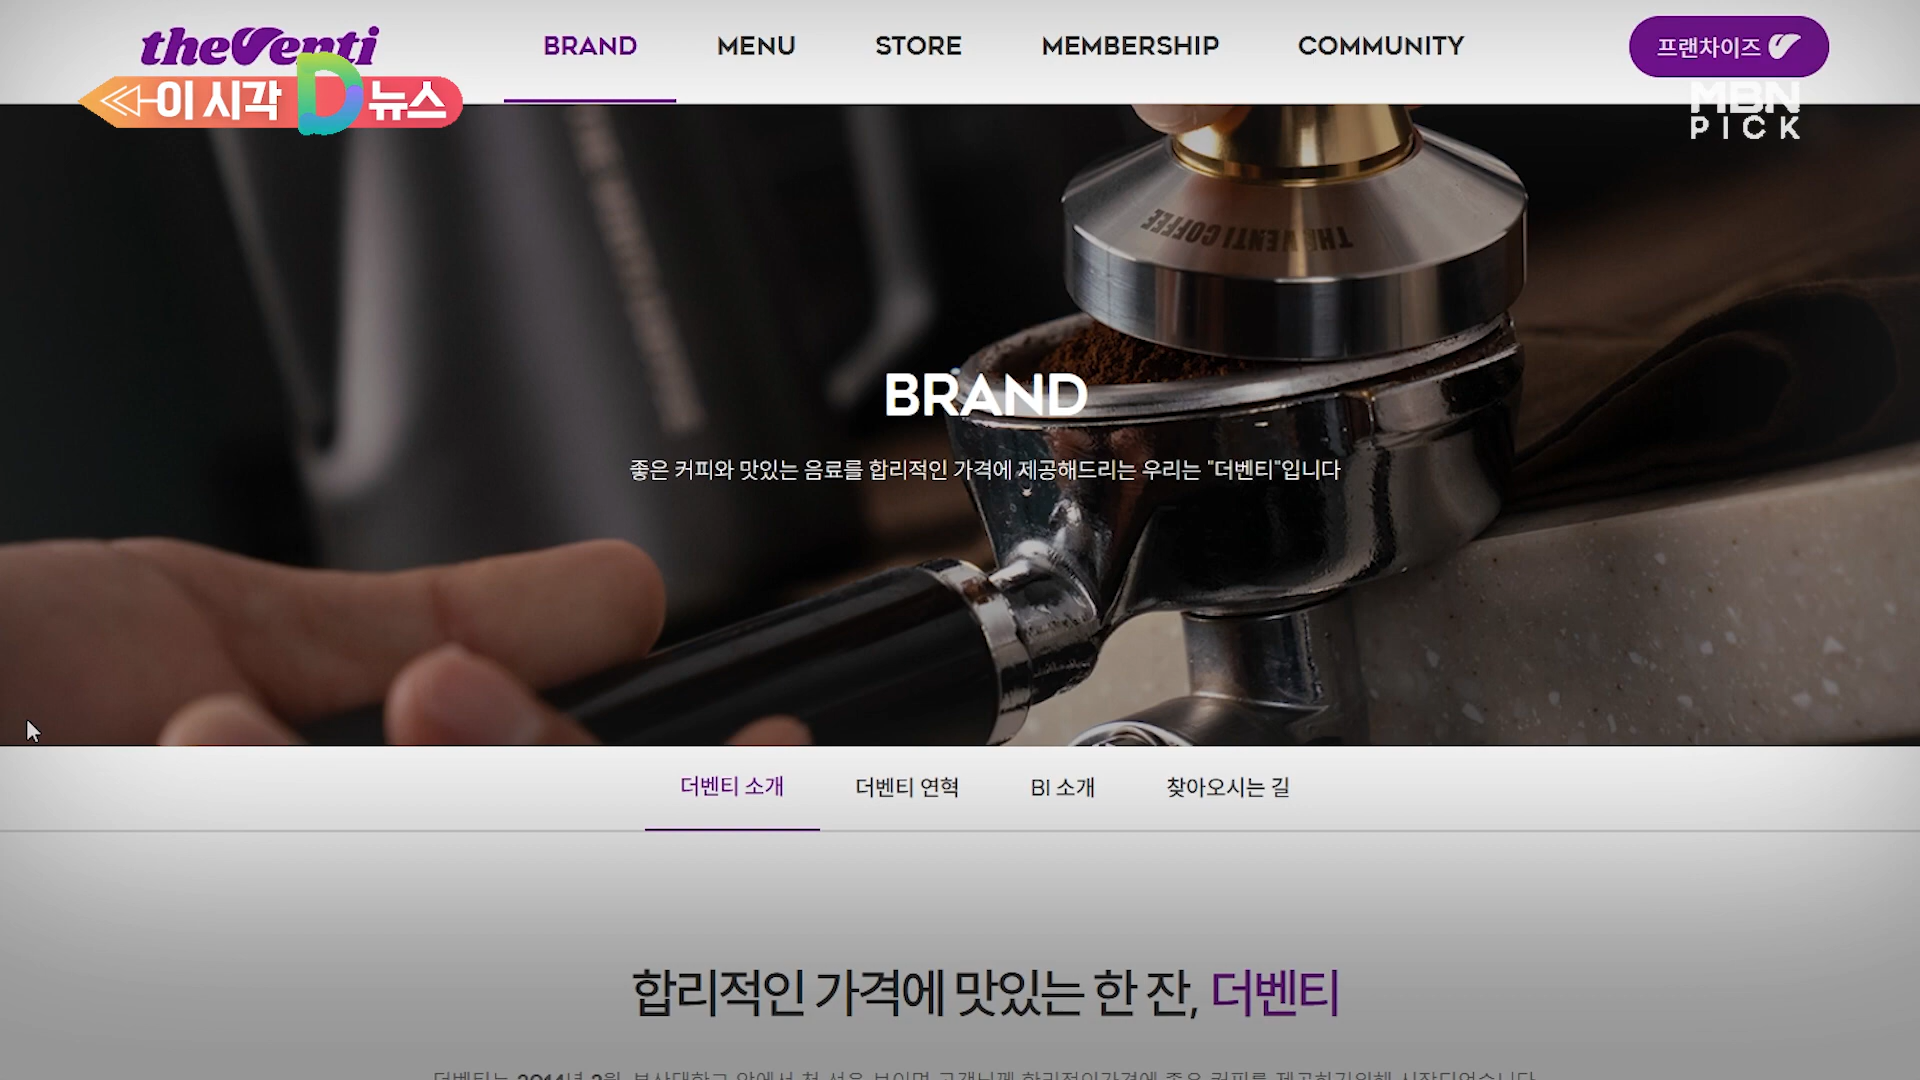 theVenti
BRAND
MENU
STORE
MEMBERSHIP
COMMUNITY
프랜차이즈
이 시각 D 뉴스
MBN
PICK
THE VENTI COFFEE
BRAND
좋은 커피와 맛있는 음료를 합리적인 가격에 제공해드리는 우리는 "더벤티"입니다
더벤티 소개
더벤티 연혁
BI 소개
찾아오시는 길
합리적인 가격에 맛있는 한 잔, 더벤티